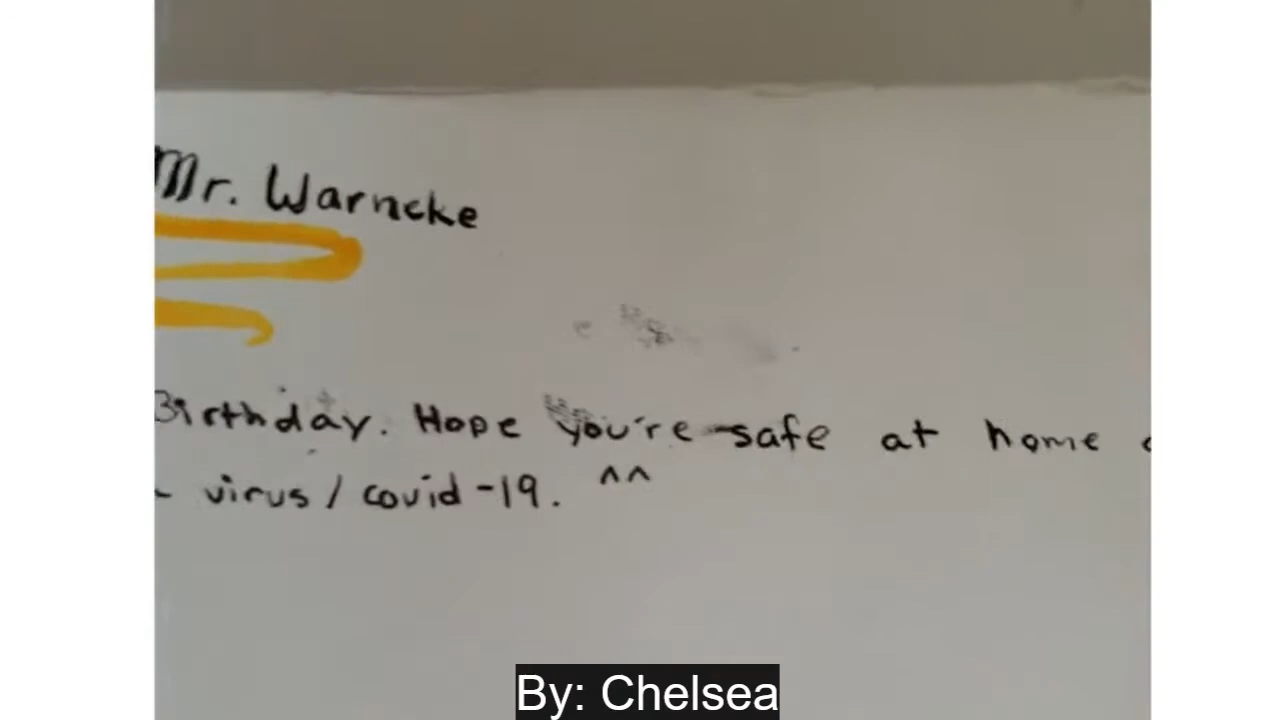 Mr. Warncke
Birthday. Hope you're safe at home
virus / covid-19. ^^
By: Chelsea